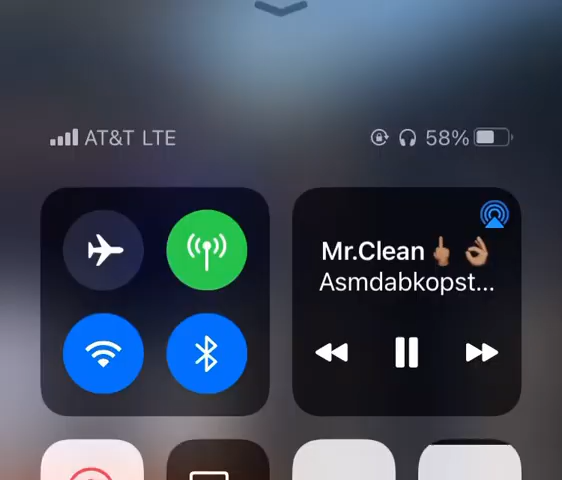 AT&T LTE 58%
Mr.Clean🖕🏽 👌🏽
Asmdabkopst...